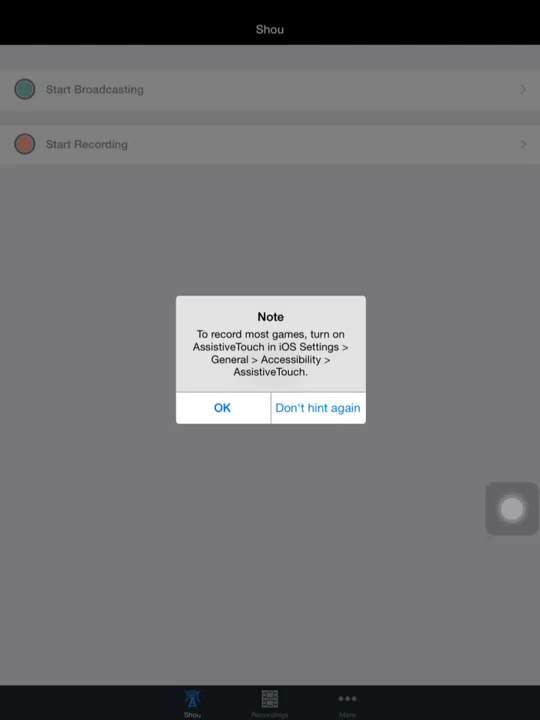 Shou
Start Broadcasting
Start Recording
Note
To record most games, turn on
AssistiveTouch in iOS Settings >
General > Accessibility >
AssistiveTouch.
OK
Don't hint again
Shou
Recordings
More